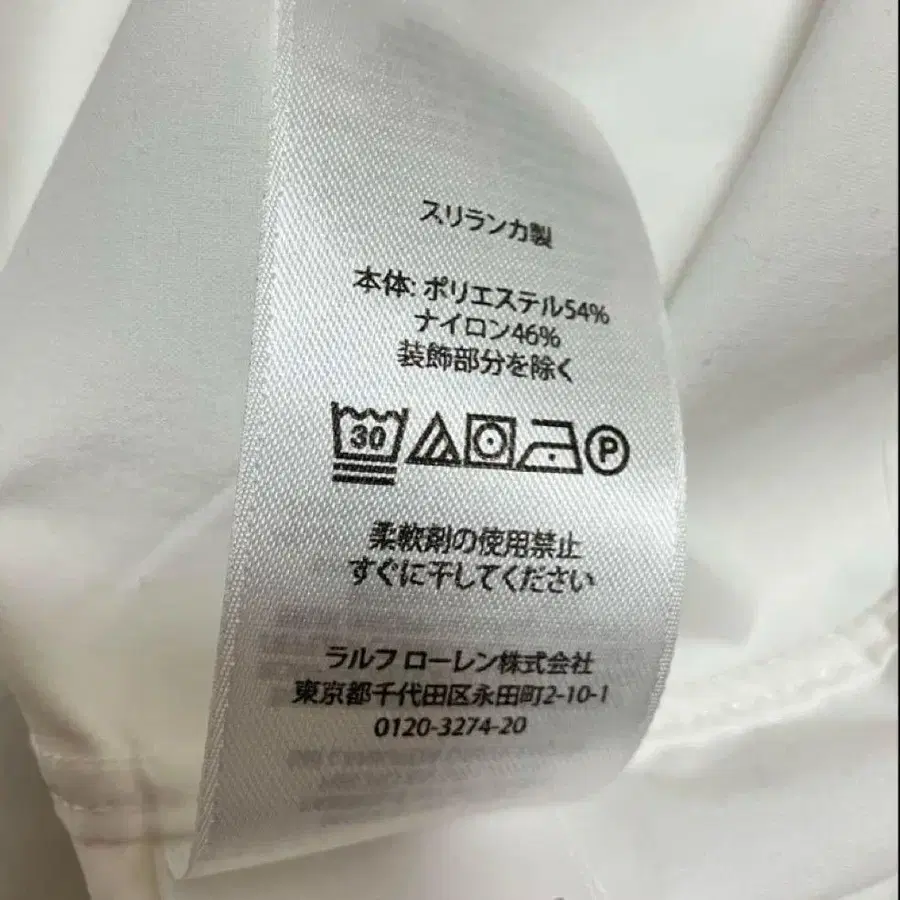 スリランカ製
本体: ポリエステル54%
ナイロン46%
装飾部分を除く
30 P
柔軟剤の使用禁止
すぐに干してください
ラルフ ローレン株式会社
東京都千代田区永田町2-10-1
0120-3274-20